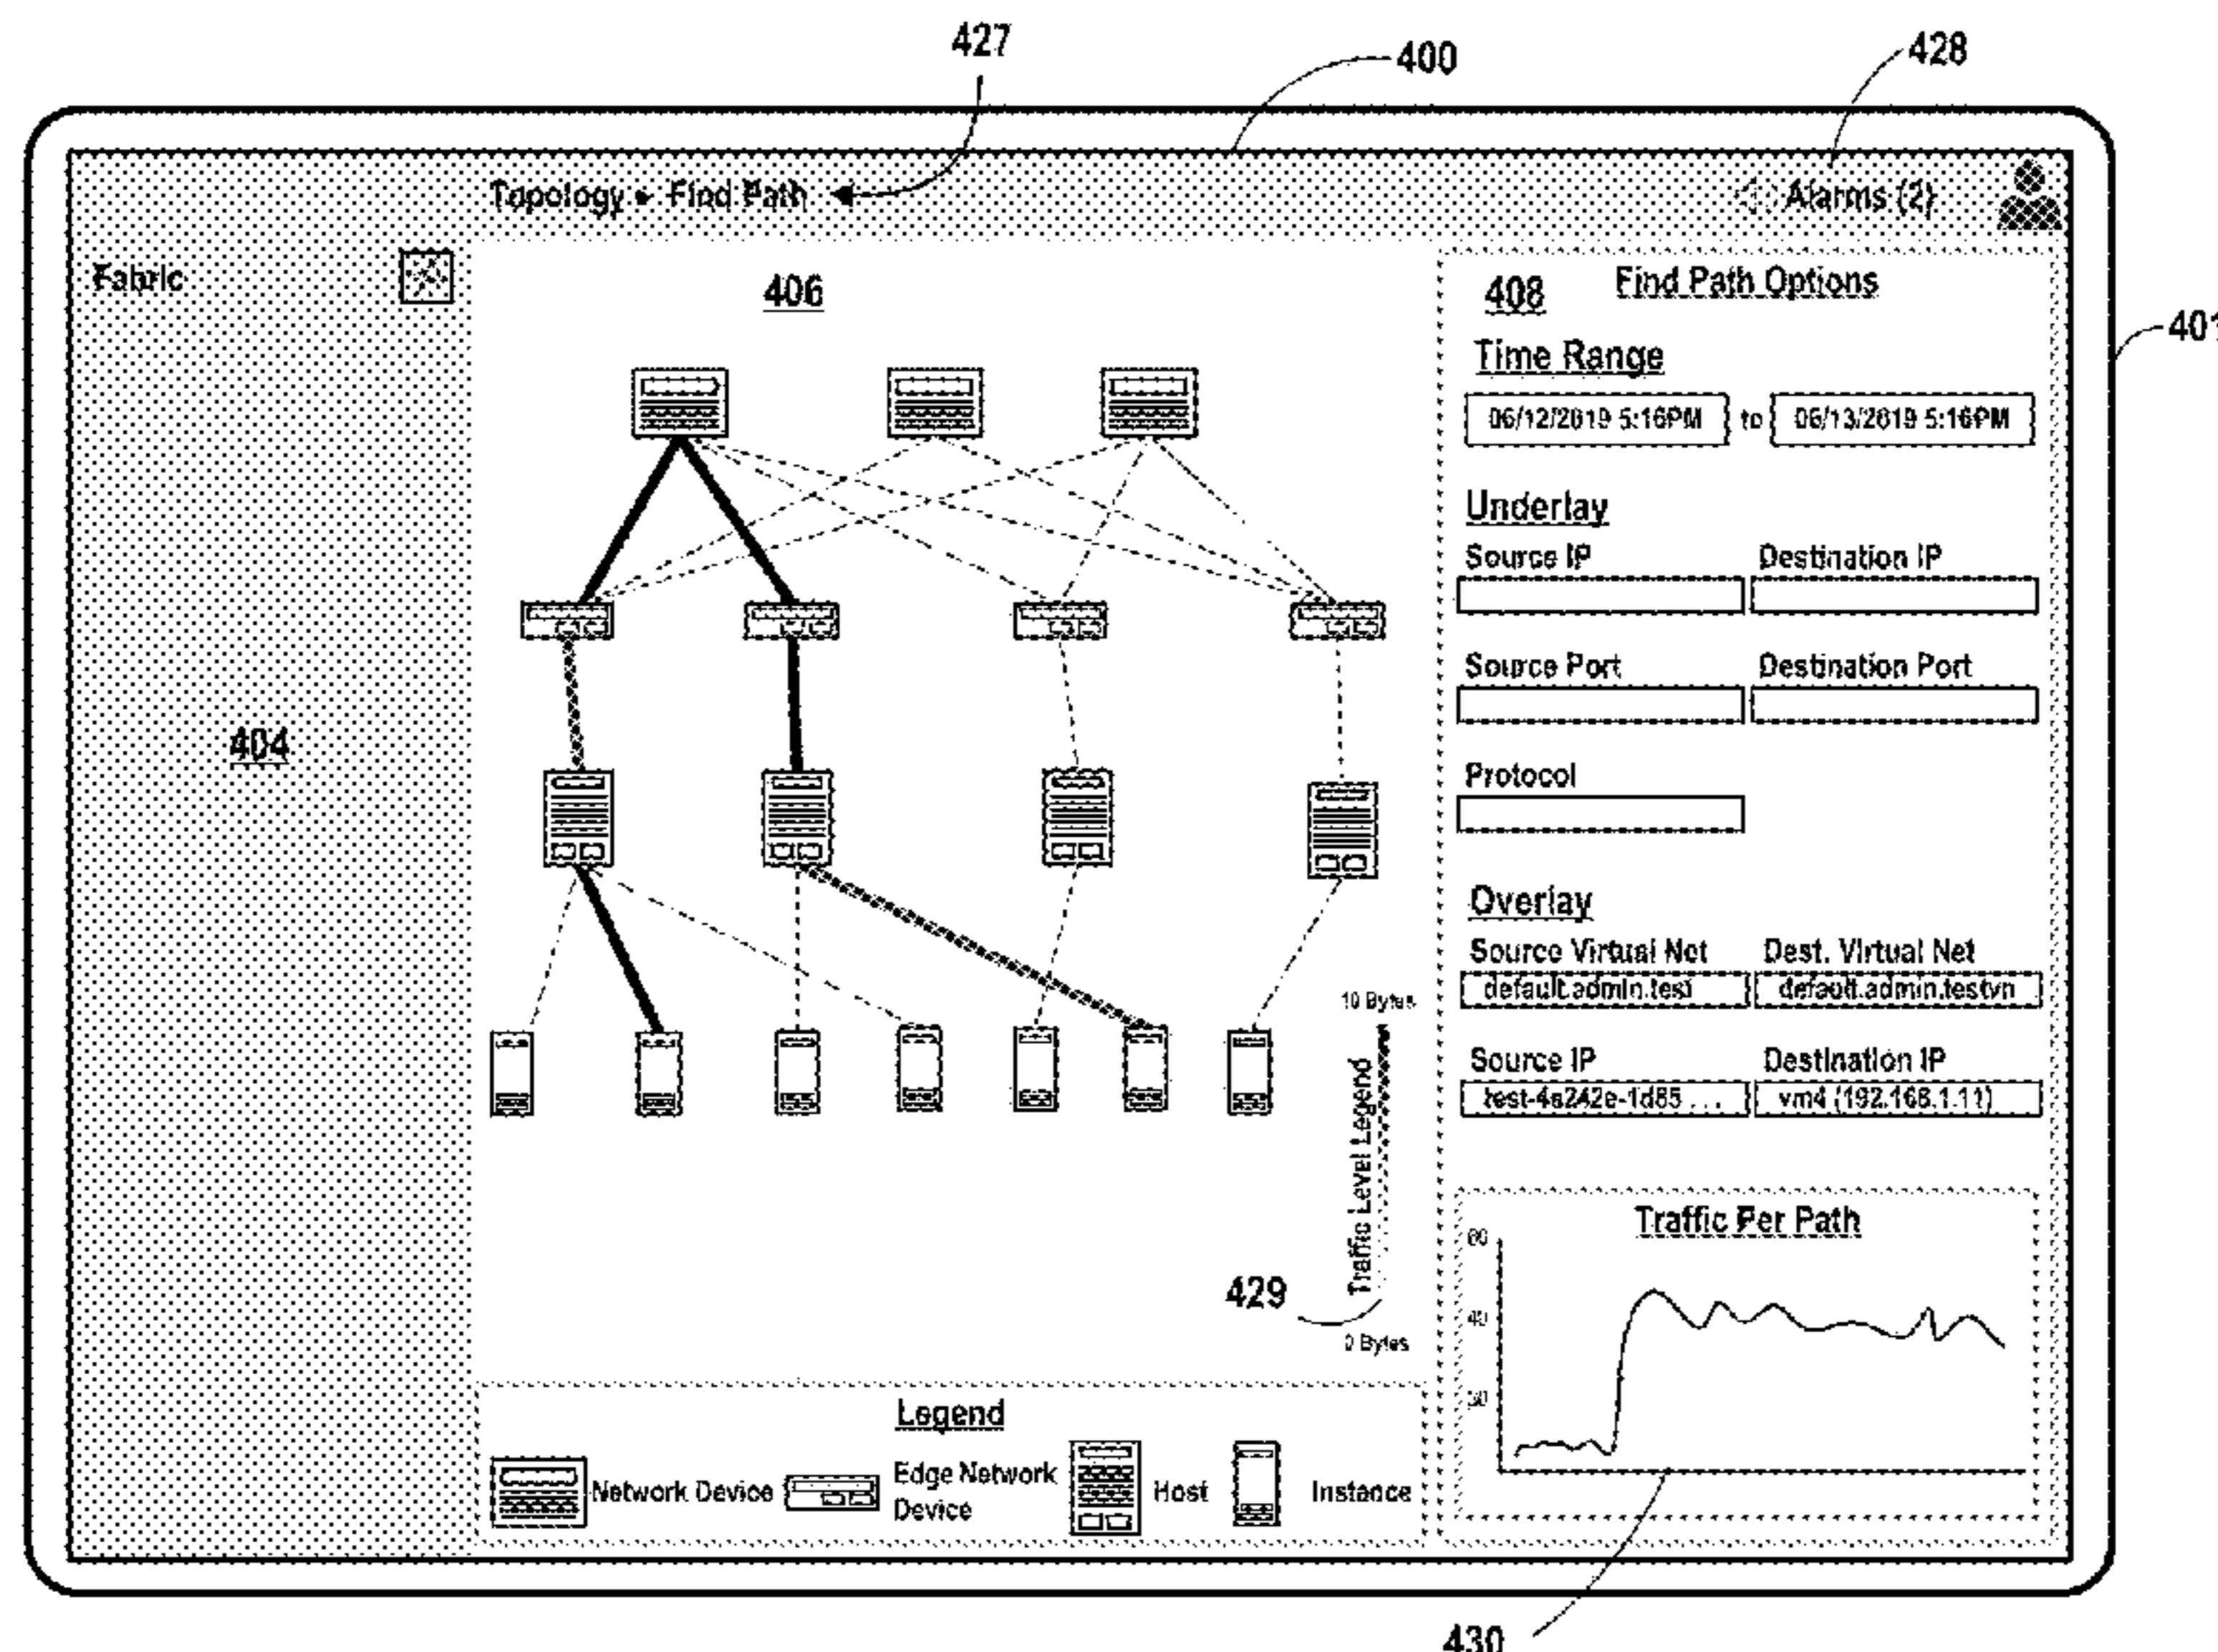 427
400
428
Topology ▸ Find Path
Alarms (2)
Fabric
406
408
Find Path Options
401
Time Range
06/12/2019 5:16PM to 06/13/2019 5:16PM
Underlay
Source IP Destination IP
Source Port Destination Port
404
Protocol
Overlay
Source Virtual Net Dest. Virtual Net
default.admin.test default.admin.testvn
10 Bytes
Source IP Destination IP
test-4a242e-1d85 ... vm4 (192.168.1.11)
Traffic Level Legend
Traffic Per Path
60
429
40
0 Bytes
Legend
Network Device
Edge Network
Device
Host
Instance
430